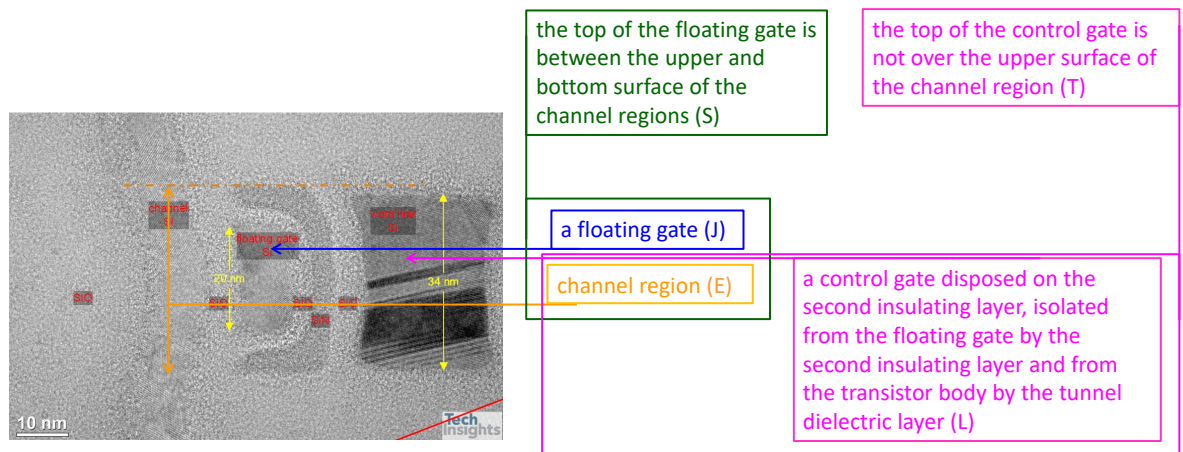 the top of the floating gate is
between the upper and
bottom surface of the
channel regions (S)
the top of the control gate is
not over the upper surface of
the channel region (T)
channel
Si
floating gate
Si
word line
a floating gate (J)
channel region (E)
20 nm
34 nm
SiO
SiO
SiO
SiO
SiN
a control gate disposed on the
second insulating layer, isolated
from the floating gate by the
second insulating layer and from
the transistor body by the tunnel
dielectric layer (L)
10 nm
Tech
Insights